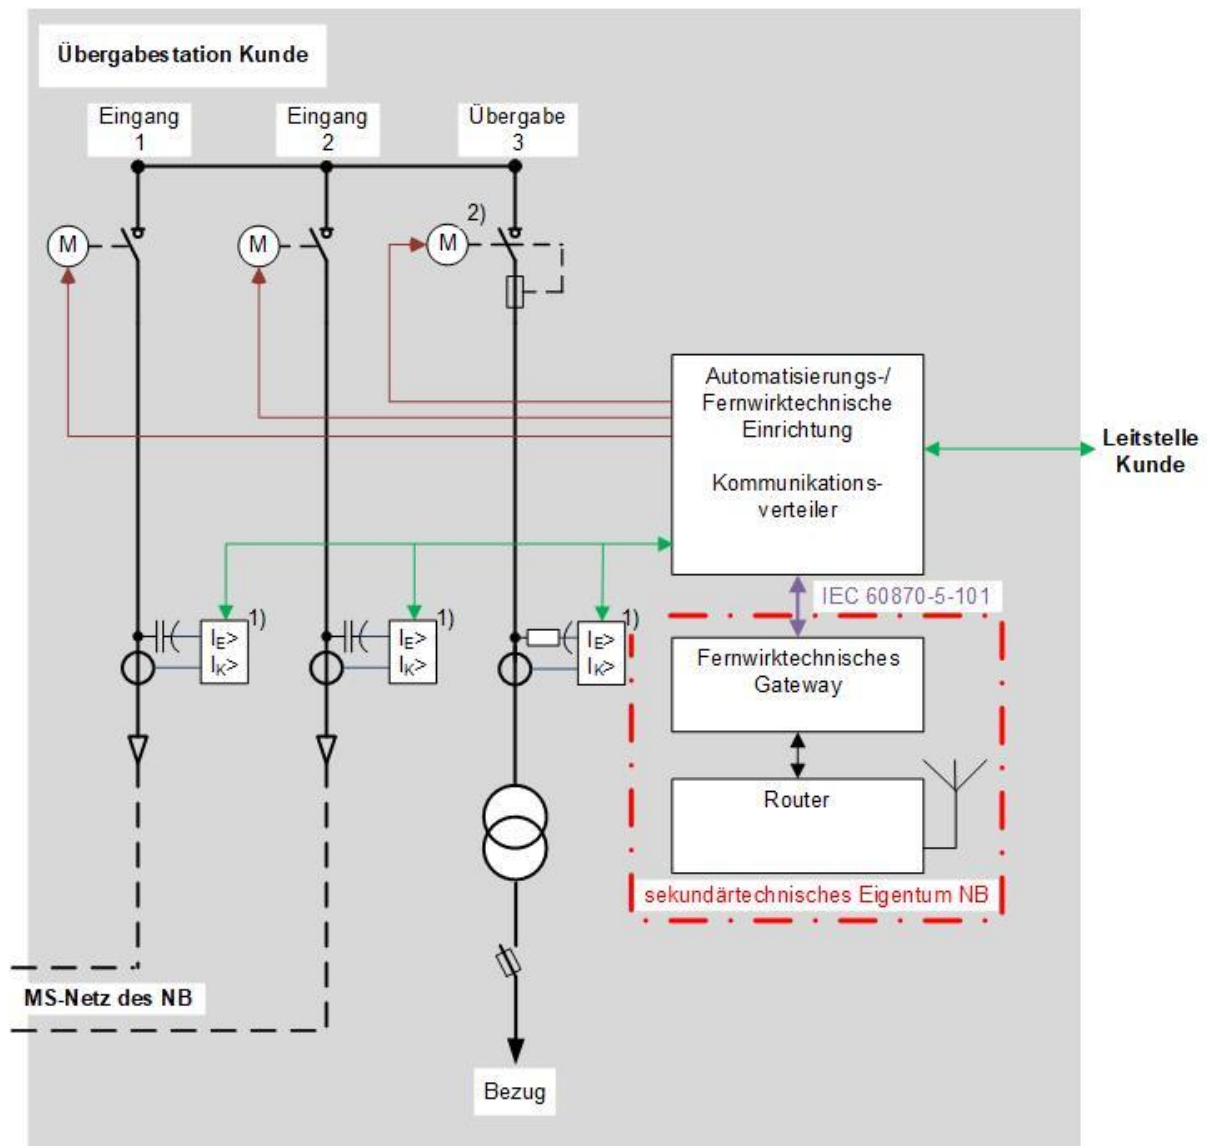 Übergabestation Kunde
Eingang
1
Eingang
2
Übergabe
3
M
M
M
2)
Automatisierungs-/
Fernwirktechnische
Einrichtung
Kommunikations-
verteiler
Leitstelle
Kunde
IEC 60870-5-101
1)
IE>
IK>
1)
IE>
IK>
1)
IE>
IK>
Fernwirktechnisches
Gateway
Router
sekundärtechnisches Eigentum NB
MS-Netz des NB
Bezug